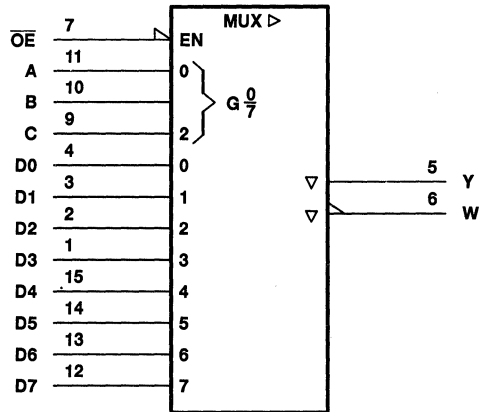 MUX ▷
7
O̅E̅ EN
11
A 0
10
B G 0/7
9
C 2
4
D0 0
3
D1 1
2
D2 2
1
D3 3
15
D4 4
14
D5 5
13
D6 6
12
D7 7
5
▽ Y
6
▽ W